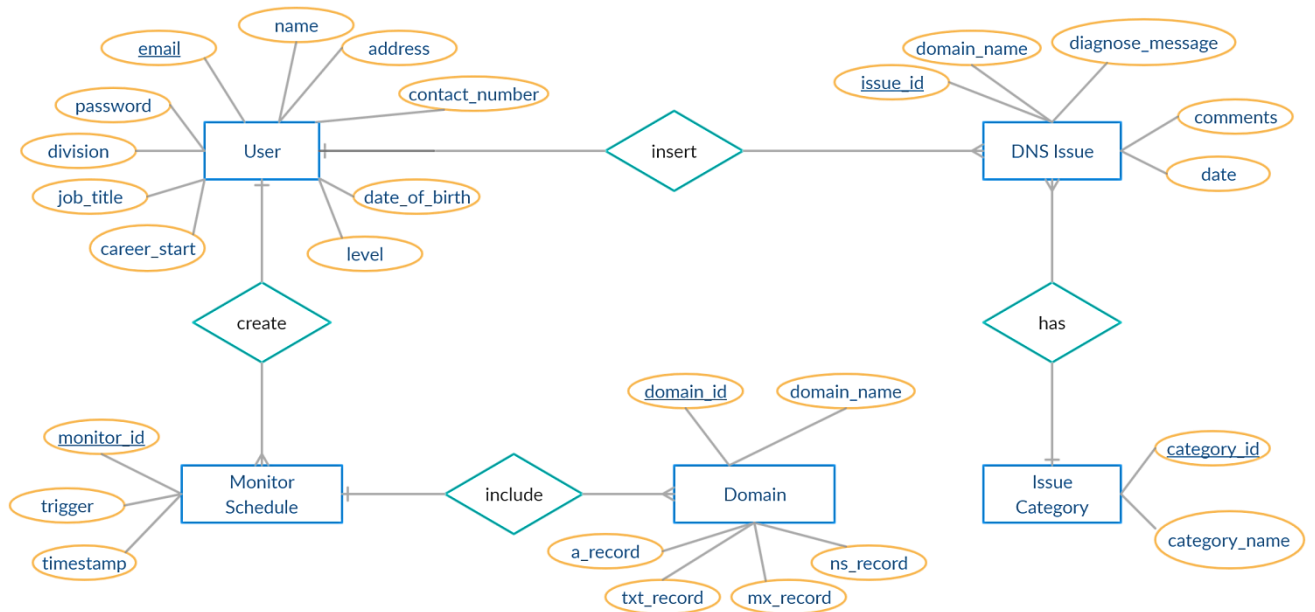 name
email
address
domain_name
diagnose_message
issue_id
contact_number
password
comments
division
User
insert
DNS Issue
date
job_title
date_of_birth
career_start
level
create
has
domain_id
domain_name
monitor_id
category_id
Monitor
Schedule
include
Domain
Issue
Category
trigger
category_name
a_record
ns_record
timestamp
txt_record
mx_record